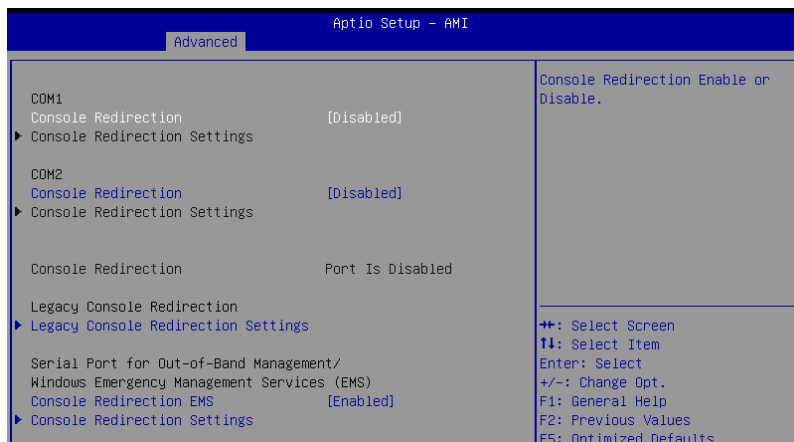 Aptio Setup - AMI
Advanced
COM1
Console Redirection [Disabled]
Console Redirection Settings
COM2
Console Redirection [Disabled]
Console Redirection Settings
Console Redirection Port Is Disabled
Legacy Console Redirection
Legacy Console Redirection Settings
Serial Port for Out-of-Band Management/
Windows Emergency Management Services (EMS)
Console Redirection EMS [Enabled]
Console Redirection Settings
Console Redirection Enable or
Disable.
→←: Select Screen
↑↓: Select Item
Enter: Select
+/-: Change Opt.
F1: General Help
F2: Previous Values
F5: Optimized Defaults